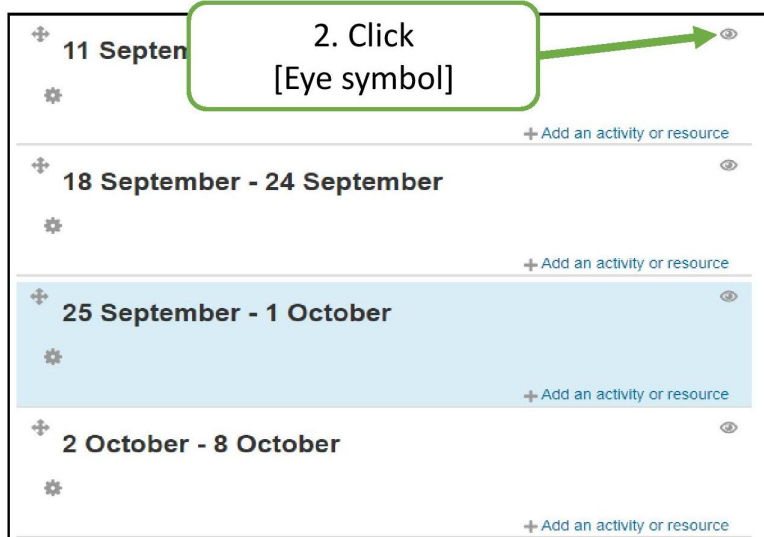 2. Click
[Eye symbol]
11 Septem
Add an activity or resource
18 September - 24 September
Add an activity or resource
25 September - 1 October
Add an activity or resource
2 October - 8 October
Add an activity or resource